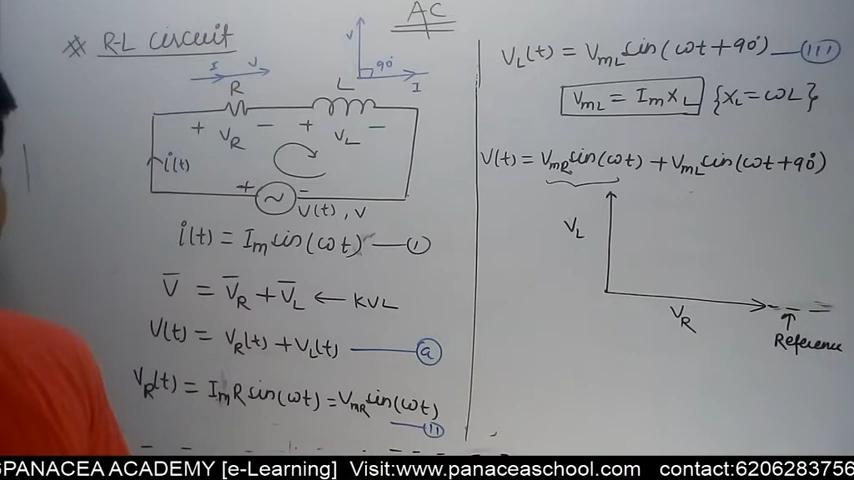 AC
* R-L circuit
I V
R
V 90° I
L
+ V_R - + V_L -
i(t)
+ -
V(t), V
i(t) = I_m sin(ωt) —(I)
V̅ = V̅_R + V̅_L ← KVL
V(t) = V_R(t) + V_L(t) —(a)
V_R(t) = I_m R sin(ωt) = V_mR sin(ωt)
—(II)
V_L(t) = V_mL sin(ωt + 90°) —(III)
V_mL = I_m X_L {X_L = ωL}
V(t) = V_mR sin(ωt) + V_mL sin(ωt + 90°)
V_L
V_R
Reference
PANACEA ACADEMY [e-Learning] Visit:www.panaceaschool.com contact:6206283756